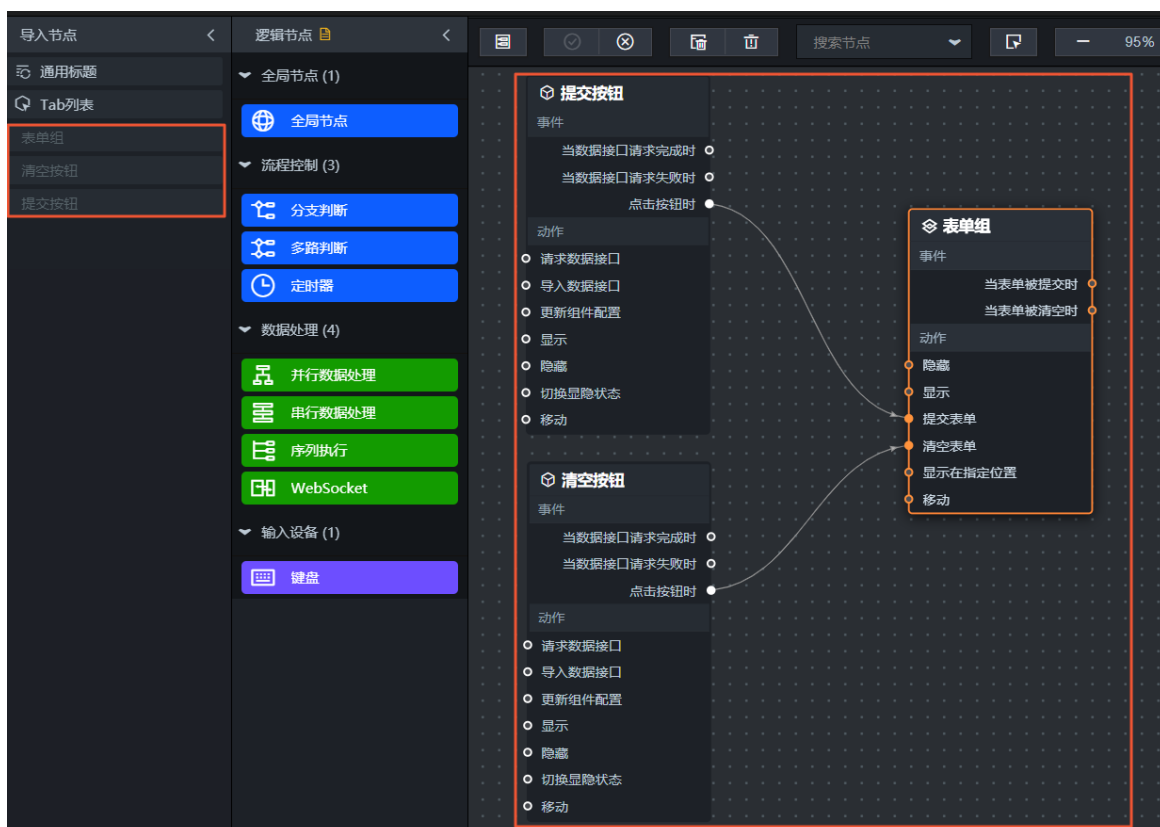 导入节点
通用标题
Tab列表
表单组
清空按钮
提交按钮
逻辑节点
全局节点 (1)
全局节点
流程控制 (3)
分支判断
多路判断
定时器
数据处理 (4)
并行数据处理
串行数据处理
序列执行
WebSocket
输入设备 (1)
键盘
搜索节点
95%
提交按钮
事件
当数据接口请求完成时
当数据接口请求失败时
点击按钮时
动作
请求数据接口
导入数据接口
更新组件配置
显示
隐藏
切换显隐状态
移动
清空按钮
事件
当数据接口请求完成时
当数据接口请求失败时
点击按钮时
动作
请求数据接口
导入数据接口
更新组件配置
显示
隐藏
切换显隐状态
移动
表单组
事件
当表单被提交时
当表单被清空时
动作
隐藏
显示
提交表单
清空表单
显示在指定位置
移动